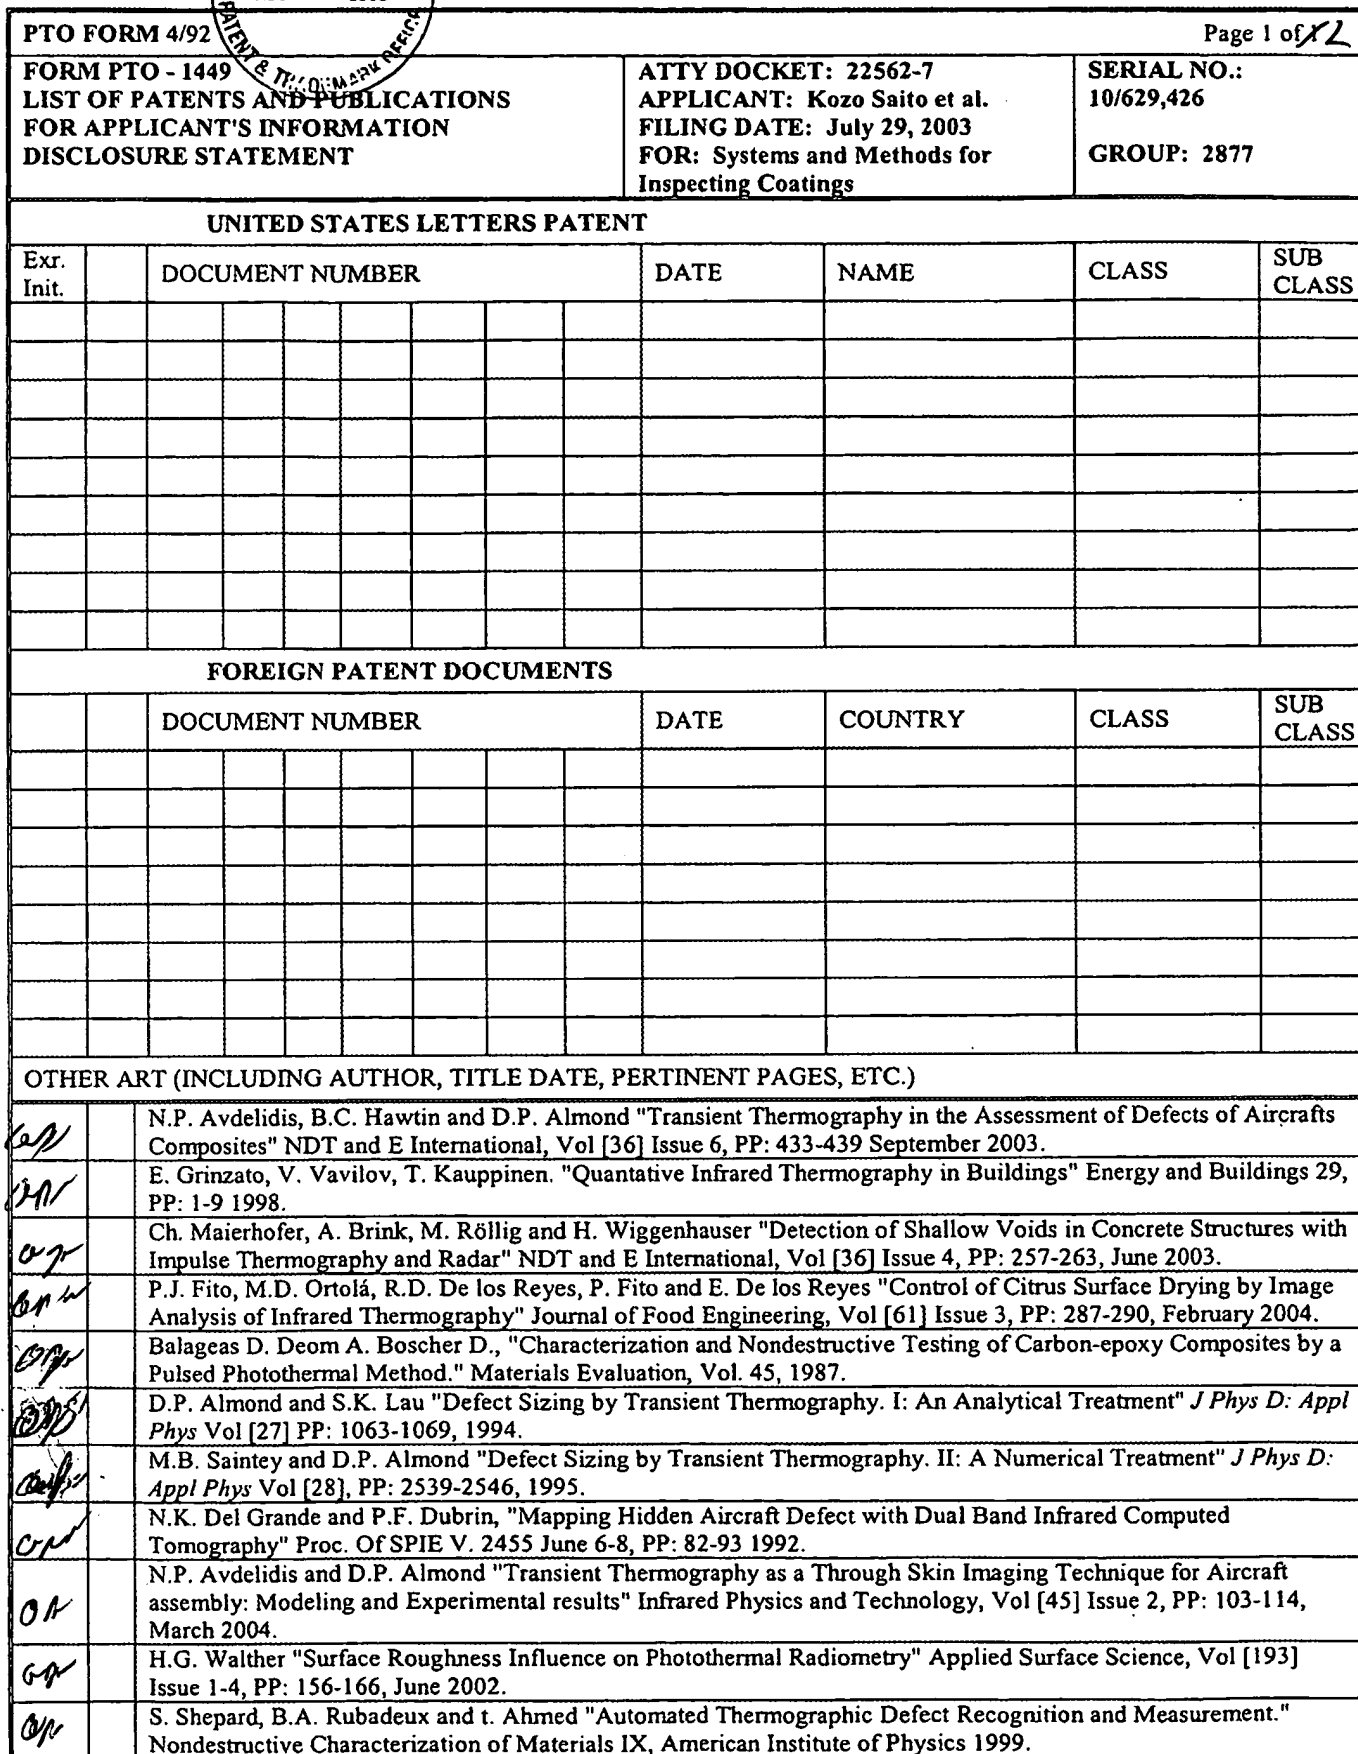 PATENT & TRADEMARK OFFICE
PTO FORM 4/92
Page 1 of 2
FORM PTO - 1449
LIST OF PATENTS AND PUBLICATIONS
FOR APPLICANT'S INFORMATION
DISCLOSURE STATEMENT
ATTY DOCKET: 22562-7
APPLICANT: Kozo Saito et al.
FILING DATE: July 29, 2003
FOR: Systems and Methods for
Inspecting Coatings
SERIAL NO.:
10/629,426
GROUP: 2877
UNITED STATES LETTERS PATENT
Exr.
Init.
DOCUMENT NUMBER
DATE
NAME
CLASS
SUB
CLASS
FOREIGN PATENT DOCUMENTS
DOCUMENT NUMBER
DATE
COUNTRY
CLASS
SUB
CLASS
OTHER ART (INCLUDING AUTHOR, TITLE DATE, PERTINENT PAGES, ETC.)
N.P. Avdelidis, B.C. Hawtin and D.P. Almond "Transient Thermography in the Assessment of Defects of Aircrafts
Composites" NDT and E International, Vol [36] Issue 6, PP: 433-439 September 2003.
E. Grinzato, V. Vavilov, T. Kauppinen. "Quantative Infrared Thermography in Buildings" Energy and Buildings 29,
PP: 1-9 1998.
Ch. Maierhofer, A. Brink, M. Röllig and H. Wiggenhauser "Detection of Shallow Voids in Concrete Structures with
Impulse Thermography and Radar" NDT and E International, Vol [36] Issue 4, PP: 257-263, June 2003.
P.J. Fito, M.D. Ortolá, R.D. De los Reyes, P. Fito and E. De los Reyes "Control of Citrus Surface Drying by Image
Analysis of Infrared Thermography" Journal of Food Engineering, Vol [61] Issue 3, PP: 287-290, February 2004.
Balageas D. Deom A. Boscher D., "Characterization and Nondestructive Testing of Carbon-epoxy Composites by a
Pulsed Photothermal Method." Materials Evaluation, Vol. 45, 1987.
D.P. Almond and S.K. Lau "Defect Sizing by Transient Thermography. I: An Analytical Treatment" J Phys D: Appl
Phys Vol [27] PP: 1063-1069, 1994.
M.B. Saintey and D.P. Almond "Defect Sizing by Transient Thermography. II: A Numerical Treatment" J Phys D:
Appl Phys Vol [28], PP: 2539-2546, 1995.
N.K. Del Grande and P.F. Dubrin, "Mapping Hidden Aircraft Defect with Dual Band Infrared Computed
Tomography" Proc. Of SPIE V. 2455 June 6-8, PP: 82-93 1992.
N.P. Avdelidis and D.P. Almond "Transient Thermography as a Through Skin Imaging Technique for Aircraft
assembly: Modeling and Experimental results" Infrared Physics and Technology, Vol [45] Issue 2, PP: 103-114,
March 2004.
H.G. Walther "Surface Roughness Influence on Photothermal Radiometry" Applied Surface Science, Vol [193]
Issue 1-4, PP: 156-166, June 2002.
S. Shepard, B.A. Rubadeux and t. Ahmed "Automated Thermographic Defect Recognition and Measurement."
Nondestructive Characterization of Materials IX, American Institute of Physics 1999.